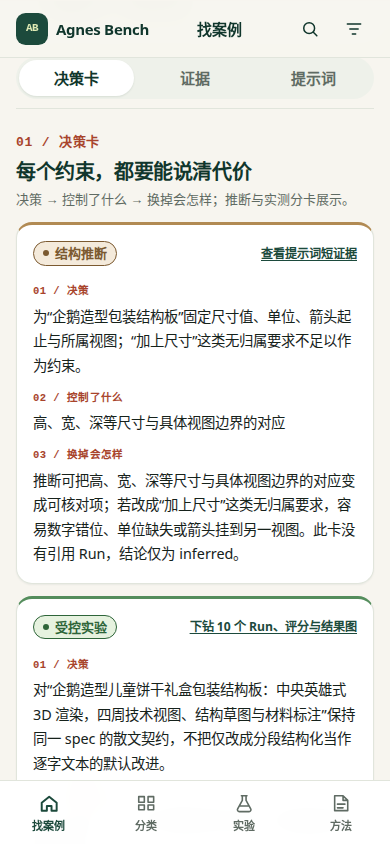 AB Agnes Bench 找案例
决策卡 证据 提示词
01 / 决策卡
每个约束，都要能说清代价
决策 → 控制了什么 → 换掉会怎样；推断与实测分卡展示。
结构推断 查看提示词短证据
01 / 决策
为“企鹅造型包装结构板”固定尺寸值、单位、箭头起
止与所属视图；“加上尺寸”这类无归属要求不足以作
为约束。
02 / 控制了什么
高、宽、深等尺寸与具体视图边界的对应
03 / 换掉会怎样
推断可把高、宽、深等尺寸与具体视图边界的对应变
成可核对项；若改成“加上尺寸”这类无归属要求，容
易数字错位、单位缺失或箭头挂到另一视图。此卡没
有引用 Run，结论仅为 inferred。
受控实验 下钻 10 个 Run、评分与结果图
01 / 决策
对“企鹅造型儿童饼干礼盒包装结构板：中央英雄式
3D 渲染，四周技术视图、结构草图与材料标注”保持
同一 spec 的散文契约，不把仅改成分段结构化当作
逐字文本的默认改进。
找案例 分类 实验 方法